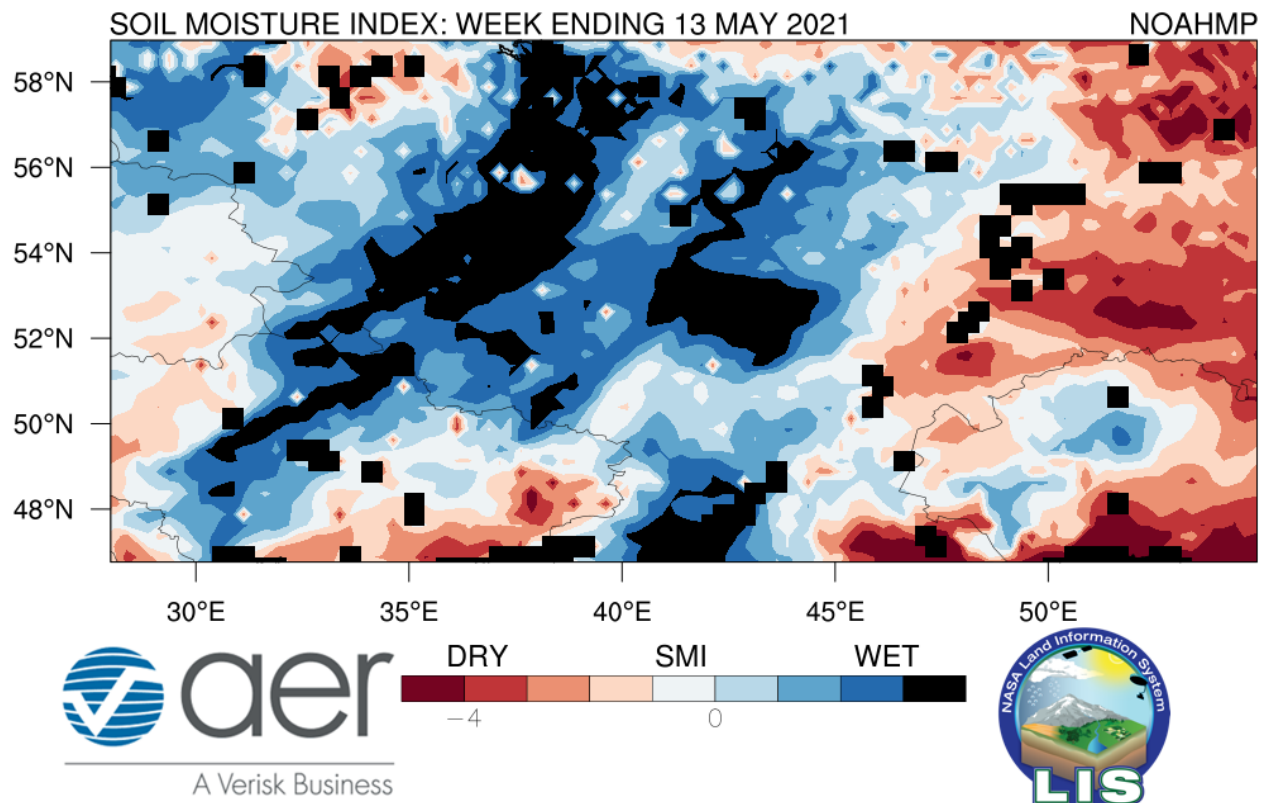 SOIL MOISTURE INDEX: WEEK ENDING 13 MAY 2021 NOAHMP
58°N
56°N
54°N
52°N
50°N
48°N
30°E 35°E 40°E 45°E 50°E
DRY SMI WET
−4 0
aer
A Verisk Business
NASA Land Information System
LIS